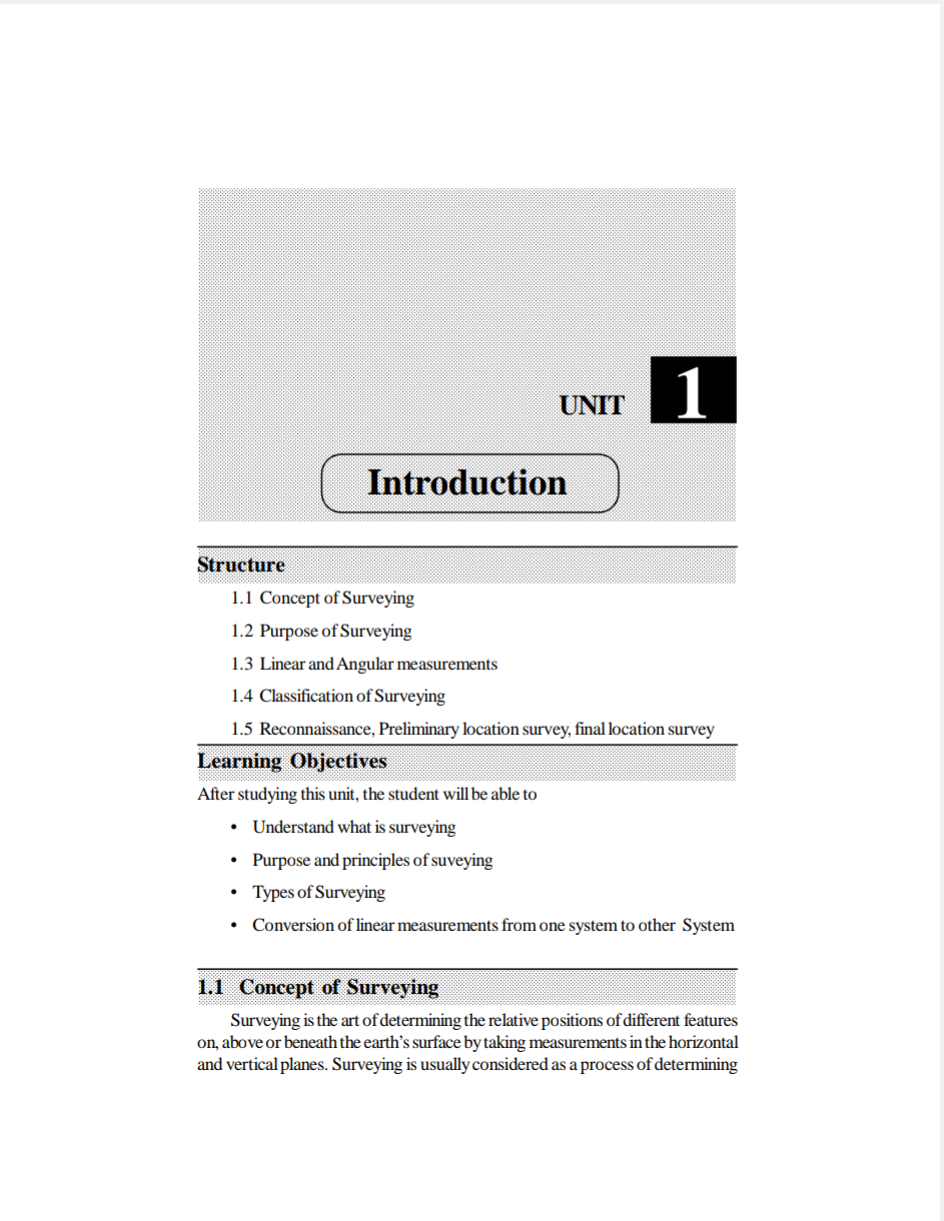 UNIT 1
Introduction
Structure
1.1 Concept of Surveying
1.2 Purpose of Surveying
1.3 Linear and Angular measurements
1.4 Classification of Surveying
1.5 Reconnaissance, Preliminary location survey, final location survey
Learning Objectives
After studying this unit, the student will be able to
• Understand what is surveying
• Purpose and principles of suveying
• Types of Surveying
• Conversion of linear measurements from one system to other System
1.1 Concept of Surveying
Surveying is the art of determining the relative positions of different features
on, above or beneath the earth's surface by taking measurements in the horizontal
and vertical planes. Surveying is usually considered as a process of determining